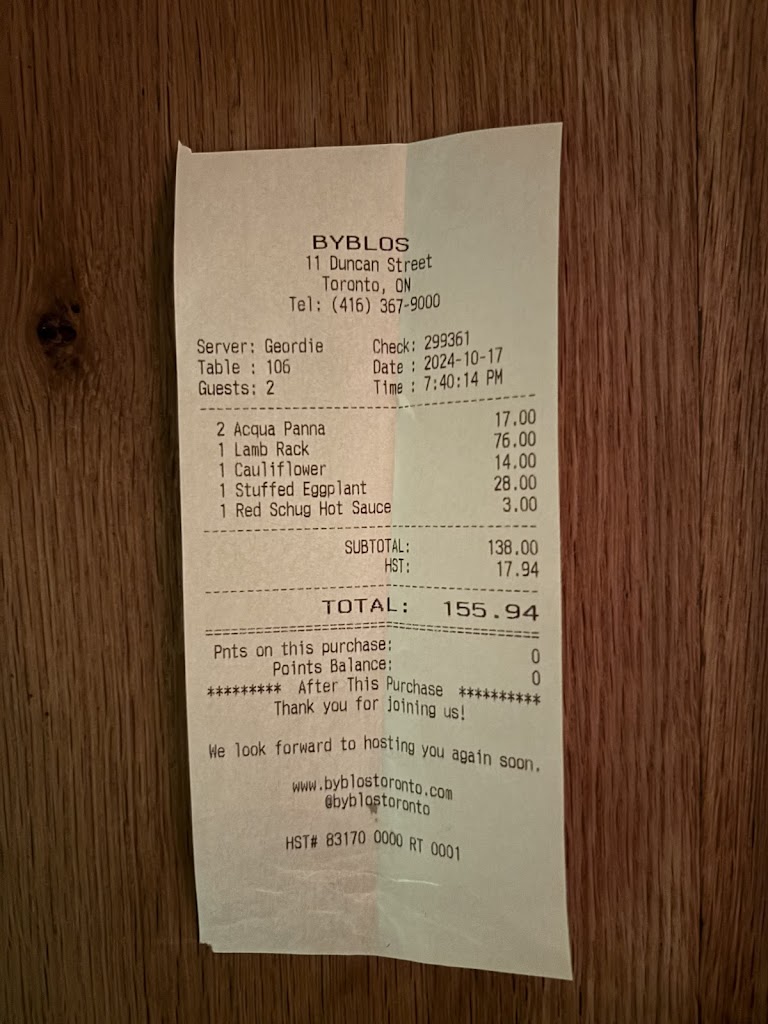 BYBLOS
11 Duncan Street
Toronto, ON
Tel: (416) 367-9000
Server: Geordie Check: 299361
Table : 106 Date : 2024-10-17
Guests: 2 Time : 7:40:14 PM
2 Acqua Panna 17.00
1 Lamb Rack 76.00
1 Cauliflower 14.00
1 Stuffed Eggplant 28.00
1 Red Schug Hot Sauce 3.00
SUBTOTAL: 138.00
HST: 17.94
TOTAL: 155.94
Pnts on this purchase: 0
Points Balance: 0
********* After This Purchase **********
Thank you for joining us!
We look forward to hosting you again soon.
www.byblostoronto.com
@byblostoronto
HST# 83170 0000 RT 0001